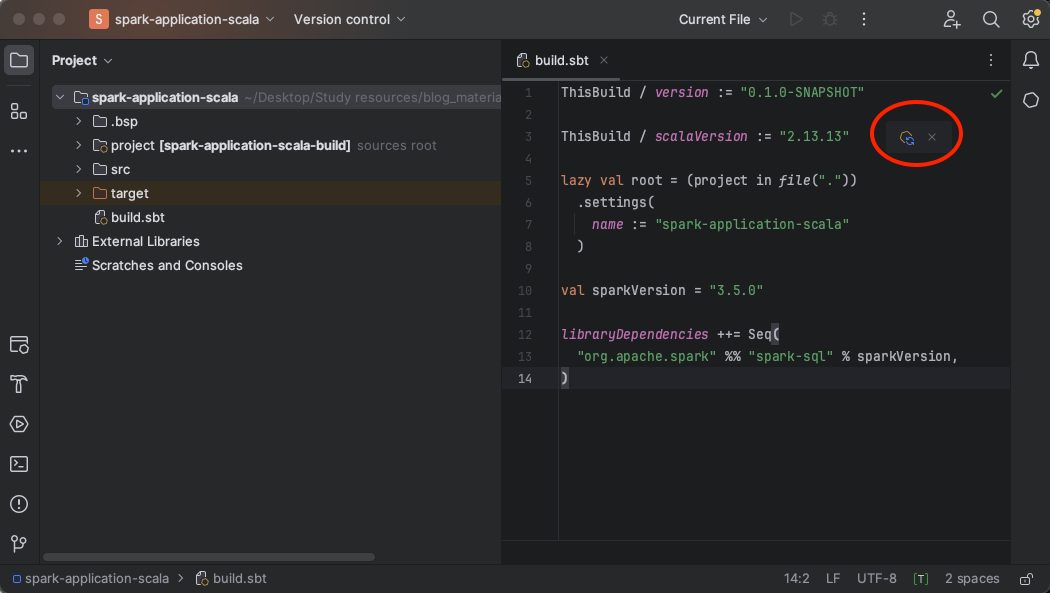 S spark-application-scala Version control Current File
Project
spark-application-scala ~/Desktop/Study resources/blog_materia
.bsp
project [spark-application-scala-build] sources root
src
target
build.sbt
External Libraries
Scratches and Consoles
build.sbt
1 ThisBuild / version := "0.1.0-SNAPSHOT"
2
3 ThisBuild / scalaVersion := "2.13.13"
4
5 lazy val root = (project in file("."))
6 .settings(
7 name := "spark-application-scala"
8 )
9
10 val sparkVersion = "3.5.0"
11
12 libraryDependencies ++= Seq(
13 "org.apache.spark" %% "spark-sql" % sparkVersion,
14 )
spark-application-scala > build.sbt 14:2 LF UTF-8 [T] 2 spaces